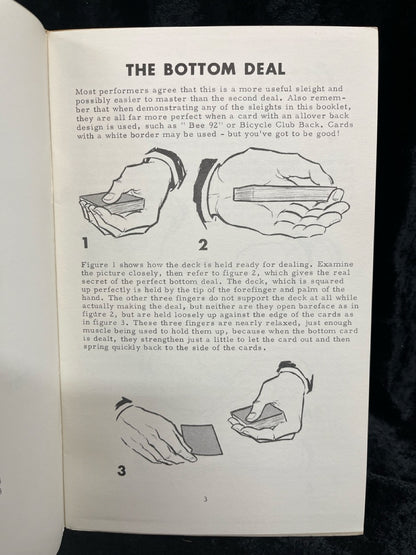 THE BOTTOM DEAL
Most performers agree that this is a more useful sleight and
possibly easier to master than the second deal. Also remem-
ber that when demonstrating any of the sleights in this booklet,
they are all far more perfect when a card with an allover back
design is used, such as " Bee 92" or Bicycle Club Back. Cards
with a white border may be used - but you've got to be good!
1
2
Figure 1 shows how the deck is held ready for dealing. Examine
the picture closely, then refer to figure 2, which gives the real
secret of the perfect bottom deal. The deck, which is squared
up perfectly is held by the tip of the forefinger and palm of the
hand. The other three fingers do not support the deck at all while
actually making the deal, but neither are they open bareface as in
figure 2, but are held loosely up against the edge of the cards as
in figure 3. These three fingers are nearly relaxed, just enough
muscle being used to hold them up, because when the bottom card
is dealt, they strengthen just a little to let the card out and then
spring quickly back to the side of the cards.
3
3